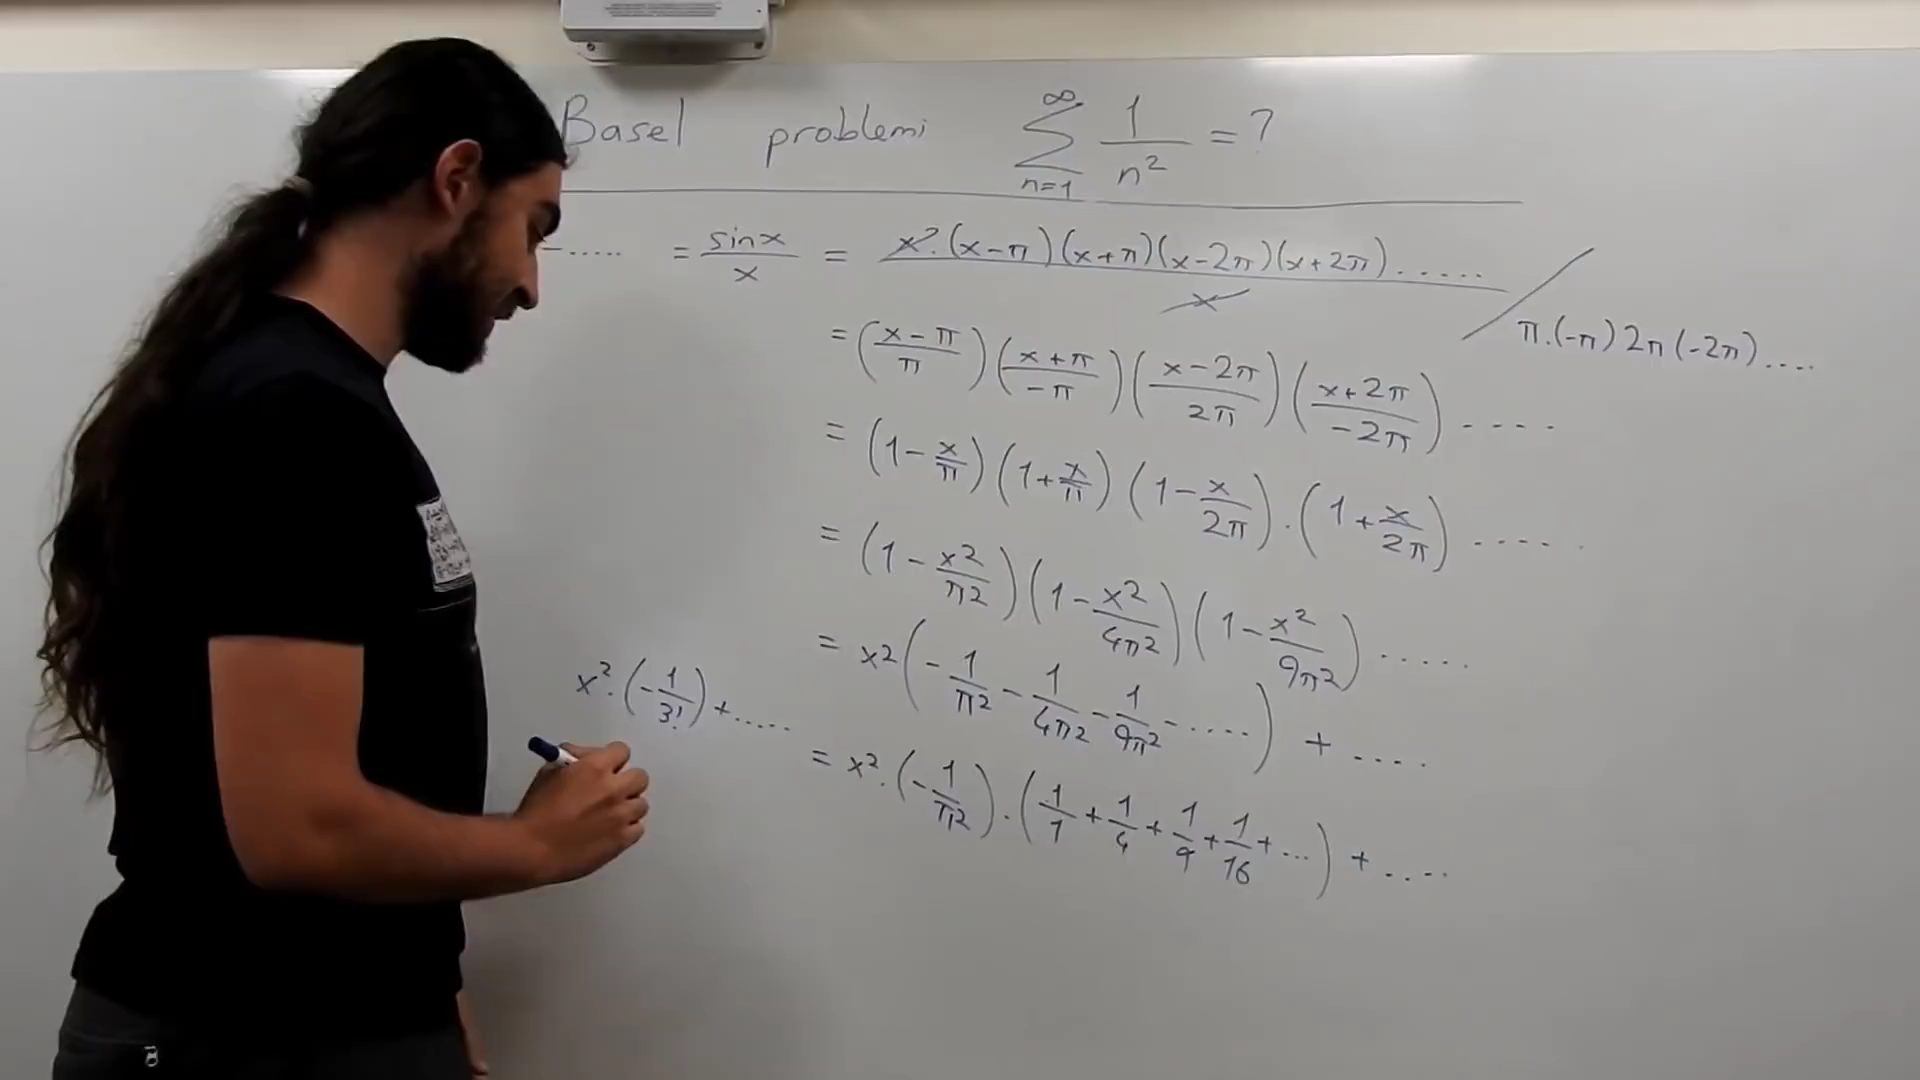 Basel problemi ∑_{n=1}^{∞} 1/n² = ?
-..... = sinx/x = x?.(x-π)(x+π)(x-2π)(x+2π)....../x / π.(-π)2π(-2π)....
= ((x-π)/π)((x+π)/-π)((x-2π)/2π)((x+2π)/-2π)....
= (1-x/π)(1+x/π)(1-x/2π).(1+x/2π).....
= (1-x²/π²)(1-x²/4π²)(1-x²/9π²).....
x².(-1/3!)+..... = x²(-1/π²-1/4π²-1/9π²-....)+....
= x².(-1/π²).(1/1+1/4+1/9+1/16+...)+....